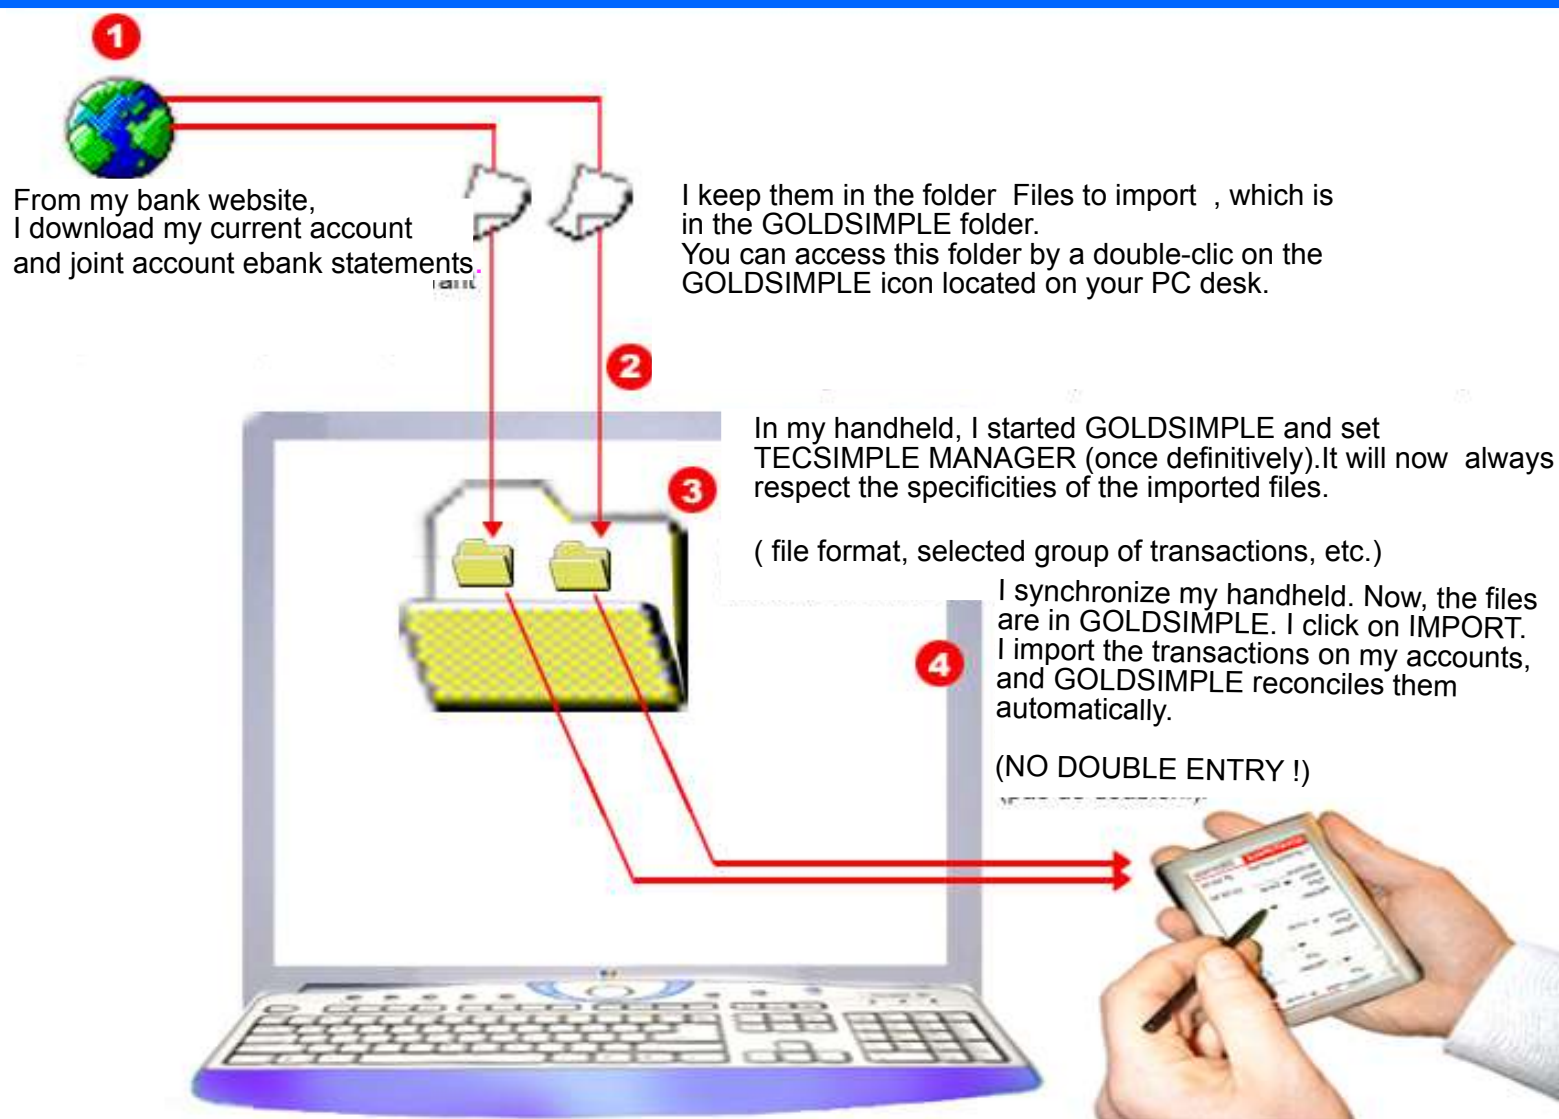 1
From my bank website,
I download my current account
and joint account ebank statements.
I keep them in the folder  Files to import  , which is
in the GOLDSIMPLE folder.
You can access this folder by a double-clic on the
GOLDSIMPLE icon located on your PC desk.
2
In my handheld, I started GOLDSIMPLE and set
TECSIMPLE MANAGER (once definitively).It will now  always
respect the specificities of the imported files.
3
( file format, selected group of transactions, etc.)
I synchronize my handheld. Now, the files
are in GOLDSIMPLE. I click on IMPORT.
4
I import the transactions on my accounts,
and GOLDSIMPLE reconciles them
automatically.
(NO DOUBLE ENTRY !)